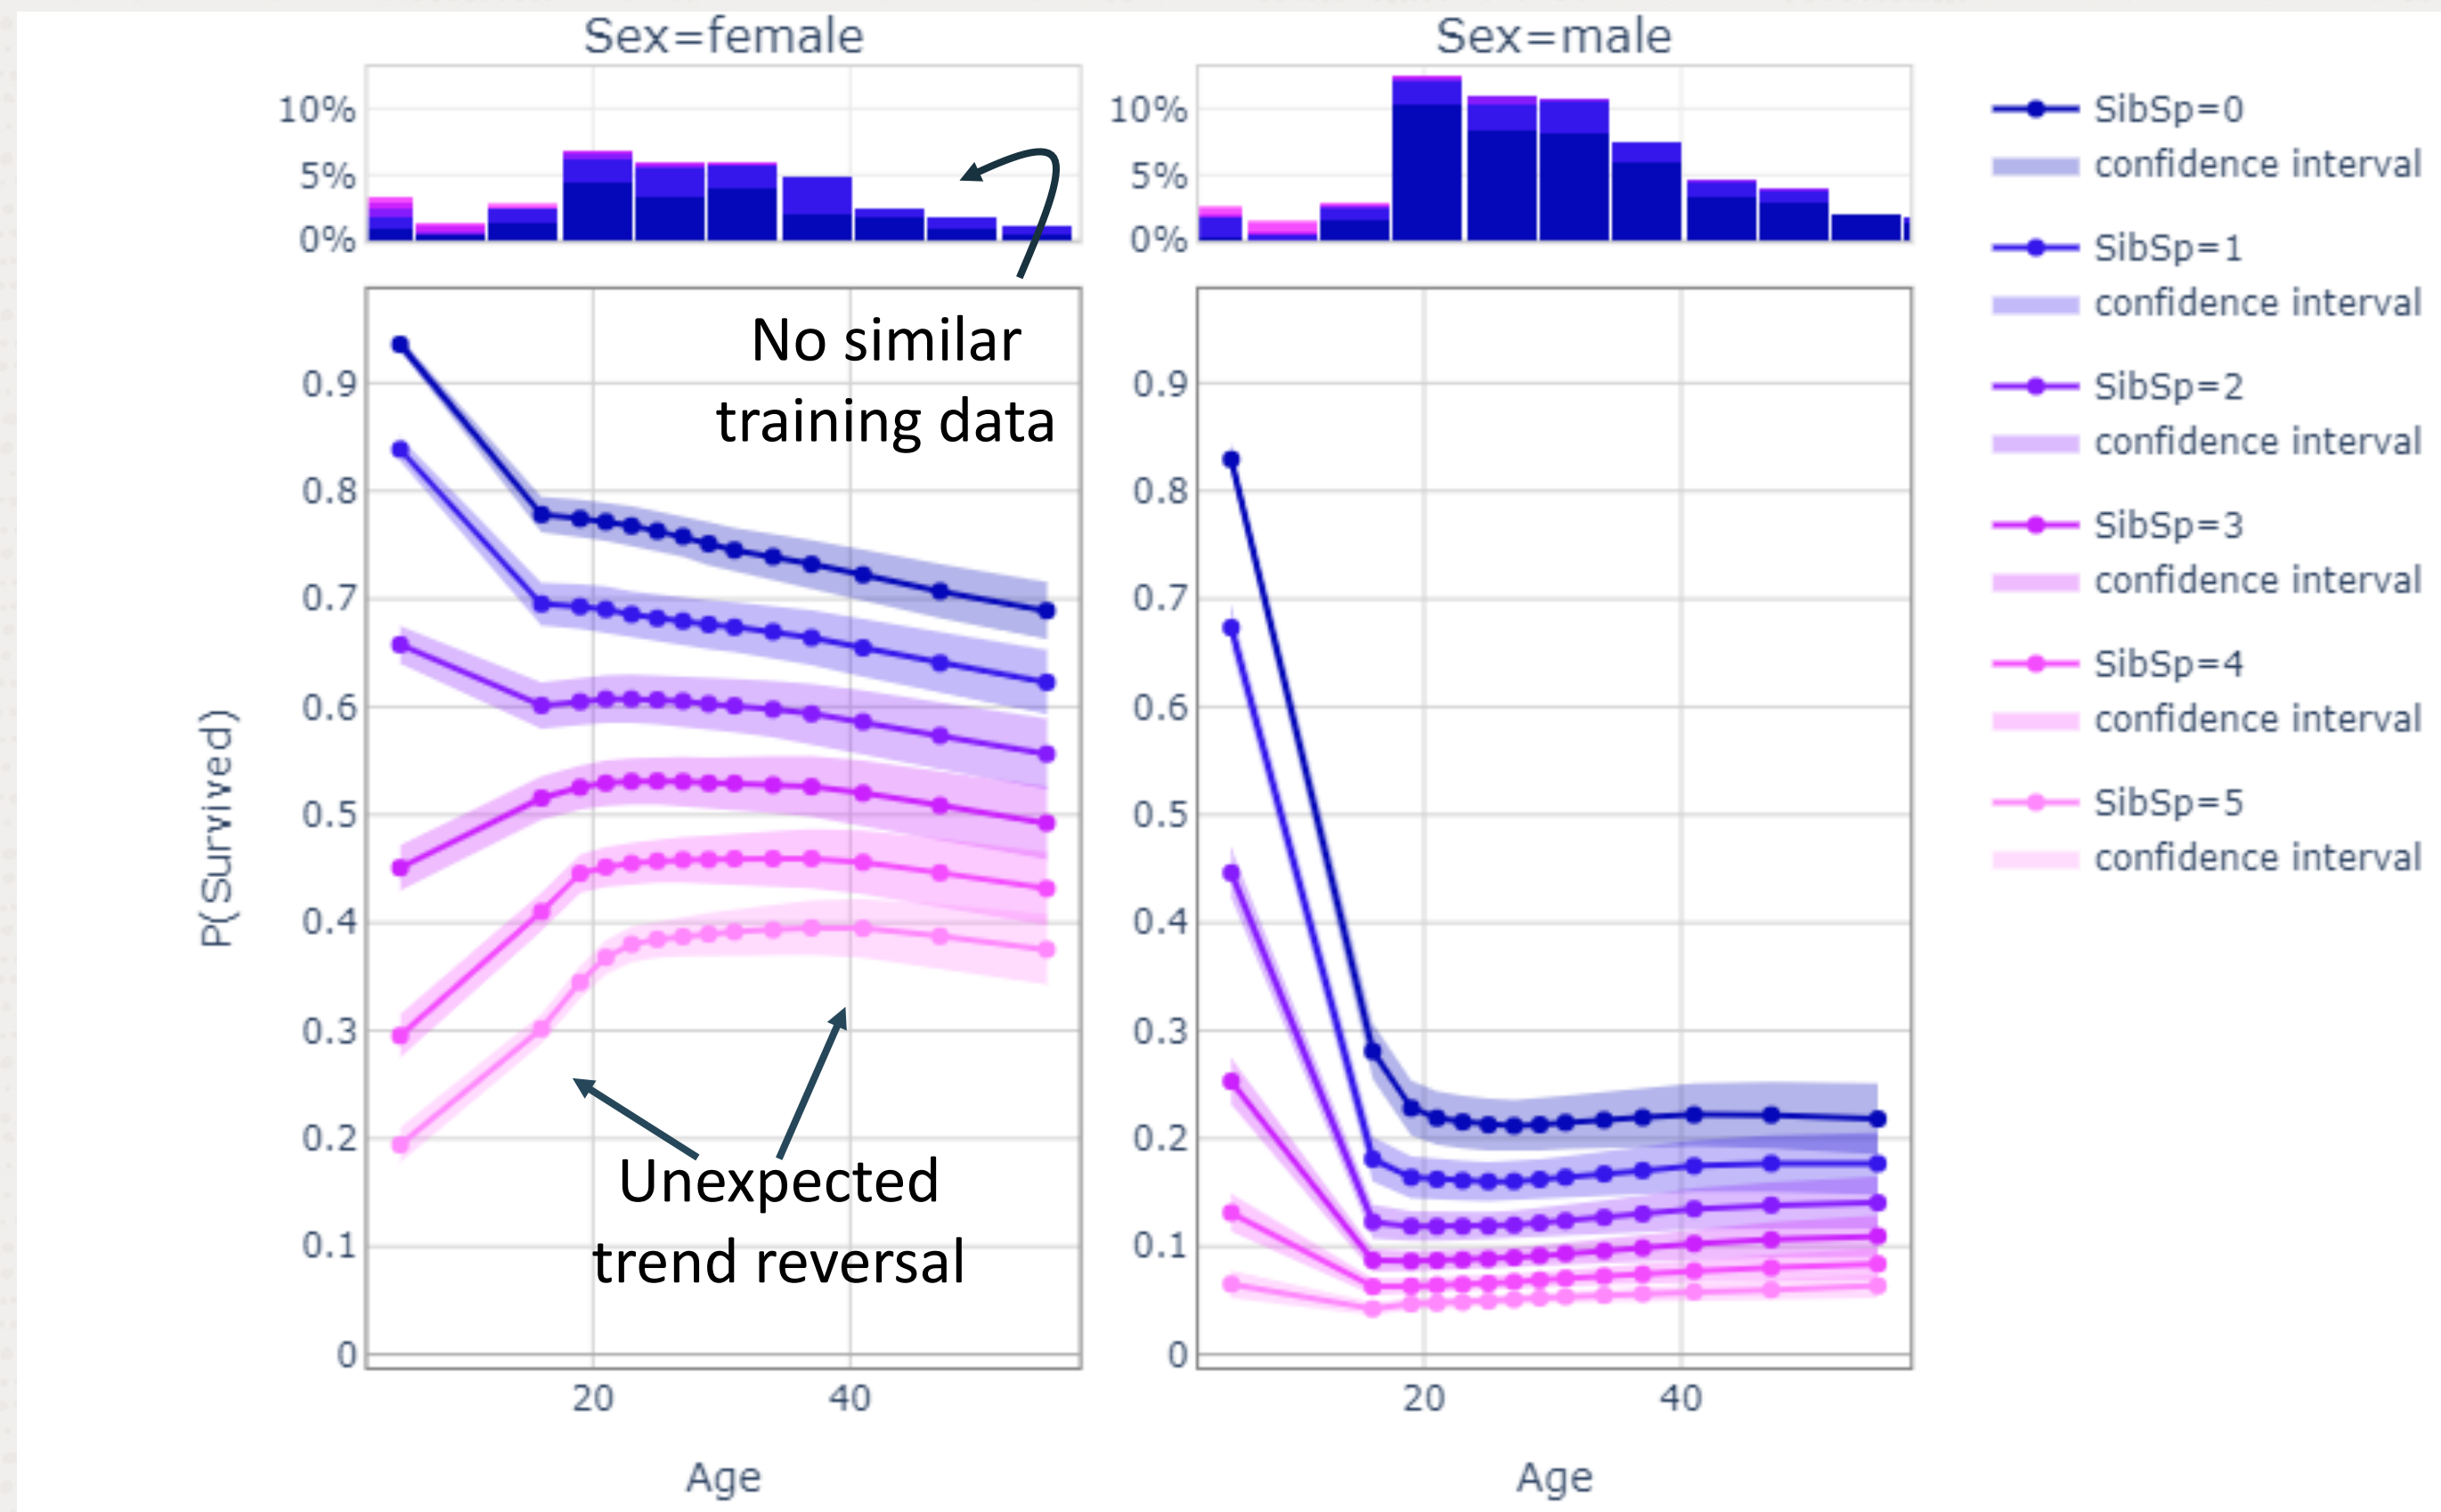 Sex=female
Sex=male
10%
5%
0%
10%
5%
0%
SibSp=0
confidence interval
SibSp=1
confidence interval
SibSp=2
confidence interval
SibSp=3
confidence interval
SibSp=4
confidence interval
SibSp=5
confidence interval
No similar
training data
Unexpected
trend reversal
P(Survived)
0.9
0.8
0.7
0.6
0.5
0.4
0.3
0.2
0.1
0
20
40
Age
0.9
0.8
0.7
0.6
0.5
0.4
0.3
0.2
0.1
0
20
40
Age